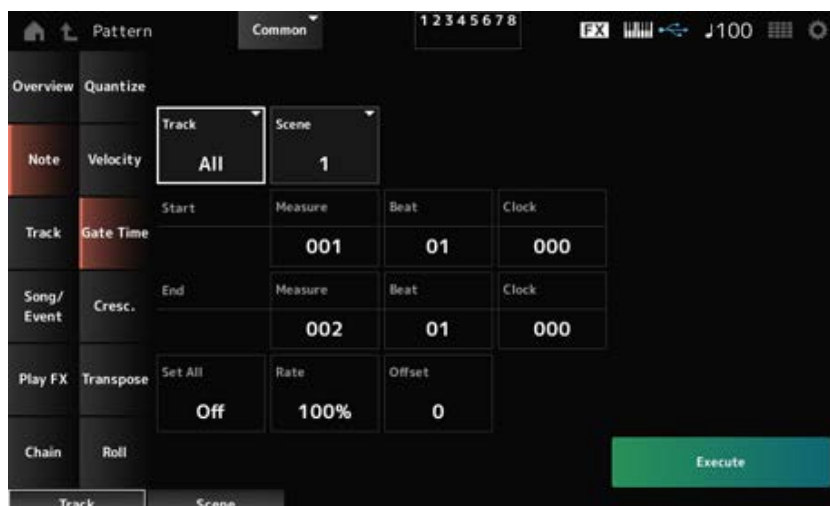 Pattern Common 12345678 FX ♩100
Overview Quantize
Track Scene
Note Velocity All 1
Start Measure Beat Clock
Track Gate Time 001 01 000
End Measure Beat Clock
Song/
Event Cresc. 002 01 000
Play FX Transpose Set All Rate Offset
Off 100% 0
Chain Roll Execute
Track Scene